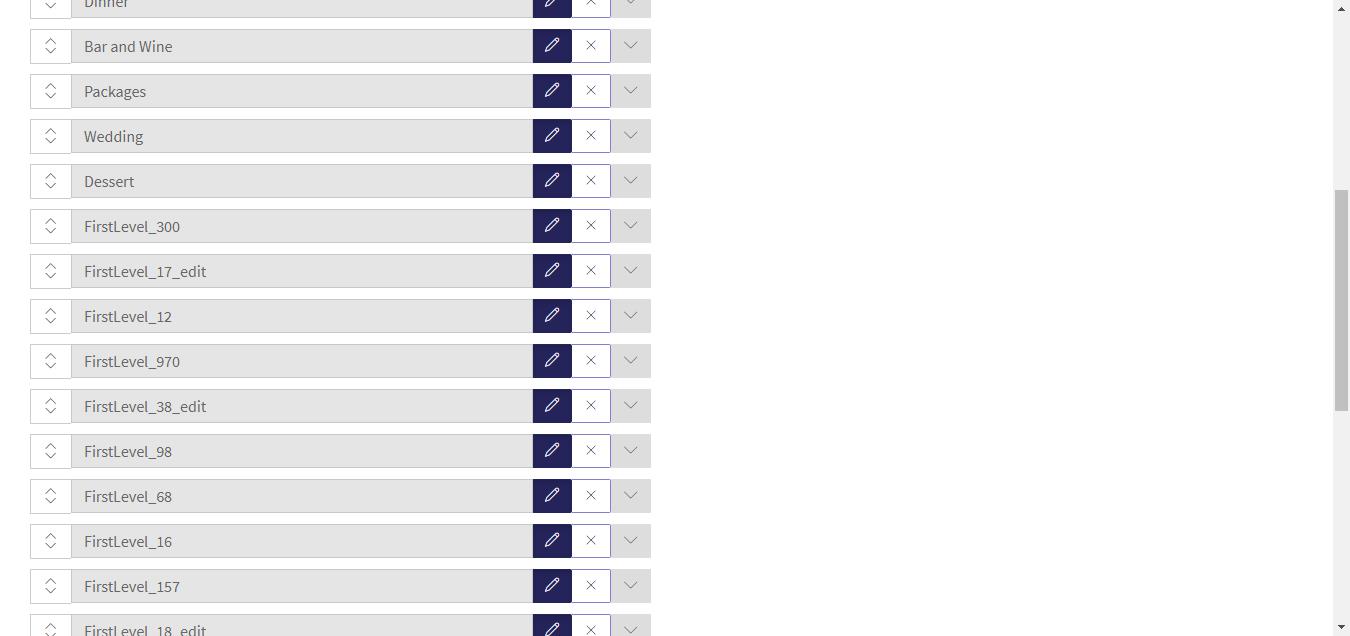 Dinner
Bar and Wine
Packages
Wedding
Dessert
FirstLevel_300
FirstLevel_17_edit
FirstLevel_12
FirstLevel_970
FirstLevel_38_edit
FirstLevel_98
FirstLevel_68
FirstLevel_16
FirstLevel_157
FirstLevel_18_edit